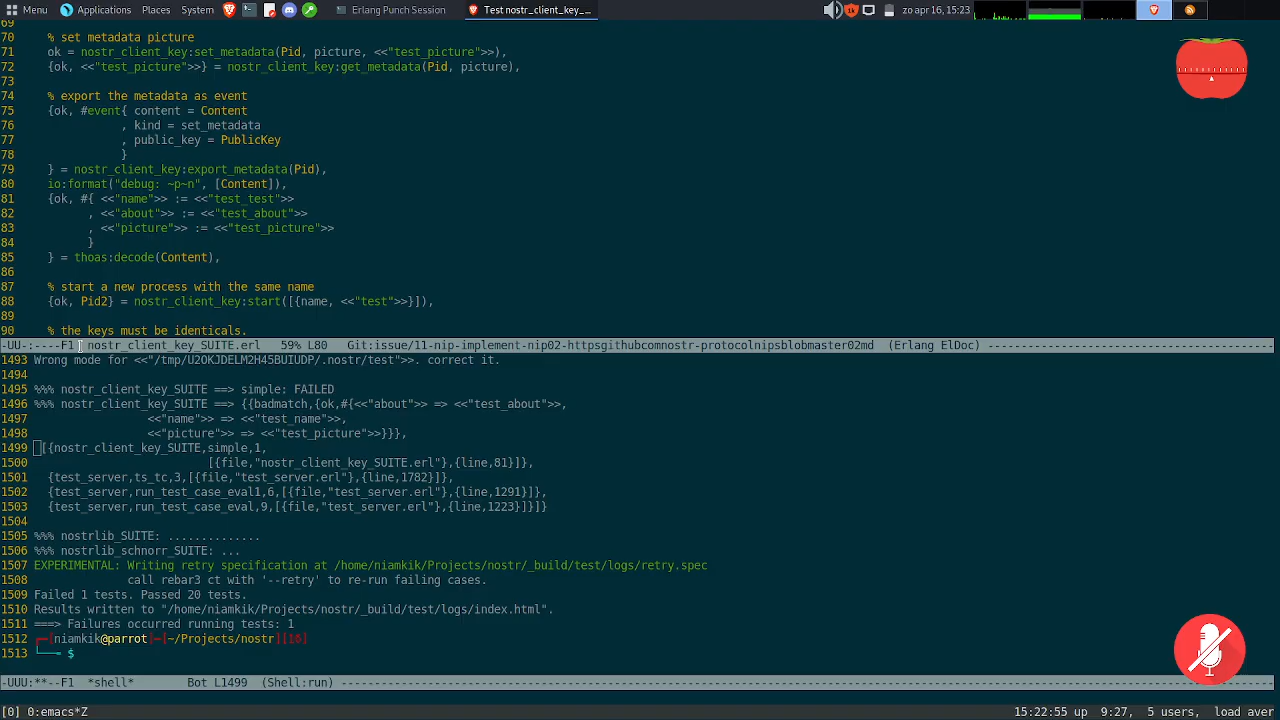 Menu Applications Places System Erlang Punch Session Test nostr_client_key_… zo apr 16, 15:23
69
70 % set metadata picture
71 ok = nostr_client_key:set_metadata(Pid, picture, <<"test_picture">>),
72 {ok, <<"test_picture">>} = nostr_client_key:get_metadata(Pid, picture),
73
74 % export the metadata as event
75 {ok, #event{ content = Content
76 , kind = set_metadata
77 , public_key = PublicKey
78 }
79 } = nostr_client_key:export_metadata(Pid),
80 io:format("debug: ~p~n", [Content]),
81 {ok, #{ <<"name">> := <<"test_test">>
82 , <<"about">> := <<"test_about">>
83 , <<"picture">> := <<"test_picture">>
84 }
85 } = thoas:decode(Content),
86
87 % start a new process with the same name
88 {ok, Pid2} = nostr_client_key:start([{name, <<"test">>}]),
89
90 % the keys must be identicals.
-UU-:----F1 nostr_client_key_SUITE.erl 59% L80 Git:issue/11-nip-implement-nip02-httpsgithubcomnostr-protocolnipsblobmaster02md (Erlang ElDoc) ----------
1493 Wrong mode for <<"/tmp/U2OKJDELM2H45BUIUDP/.nostr/test">>. correct it.
1494
1495 %%% nostr_client_key_SUITE ==> simple: FAILED
1496 %%% nostr_client_key_SUITE ==> {{badmatch,{ok,#{<<"about">> => <<"test_about">>,
1497 <<"name">> => <<"test_name">>,
1498 <<"picture">> => <<"test_picture">>}}},
1499 [{nostr_client_key_SUITE,simple,1,
1500 [{file,"nostr_client_key_SUITE.erl"},{line,81}]},
1501 {test_server,ts_tc,3,[{file,"test_server.erl"},{line,1782}]},
1502 {test_server,run_test_case_eval1,6,[{file,"test_server.erl"},{line,1291}]},
1503 {test_server,run_test_case_eval,9,[{file,"test_server.erl"},{line,1223}]}]}
1504
1505 %%% nostrlib_SUITE: ..............
1506 %%% nostrlib_schnorr_SUITE: ...
1507 EXPERIMENTAL: Writing retry specification at /home/niamkik/Projects/nostr/_build/test/logs/retry.spec
1508 call rebar3 ct with '--retry' to re-run failing cases.
1509 Failed 1 tests. Passed 20 tests.
1510 Results written to "/home/niamkik/Projects/nostr/_build/test/logs/index.html".
1511 ===> Failures occurred running tests: 1
1512 ┌─[niamkik@parrot]─[~/Projects/nostr][16]
1513 └──╼ $
-UUU:**--F1 *shell* Bot L1499 (Shell:run) ----------
[0] 0:emacs*Z 15:22:55 up 9:27, 5 users, load aver